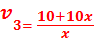 v₃ = (10+10x)/x